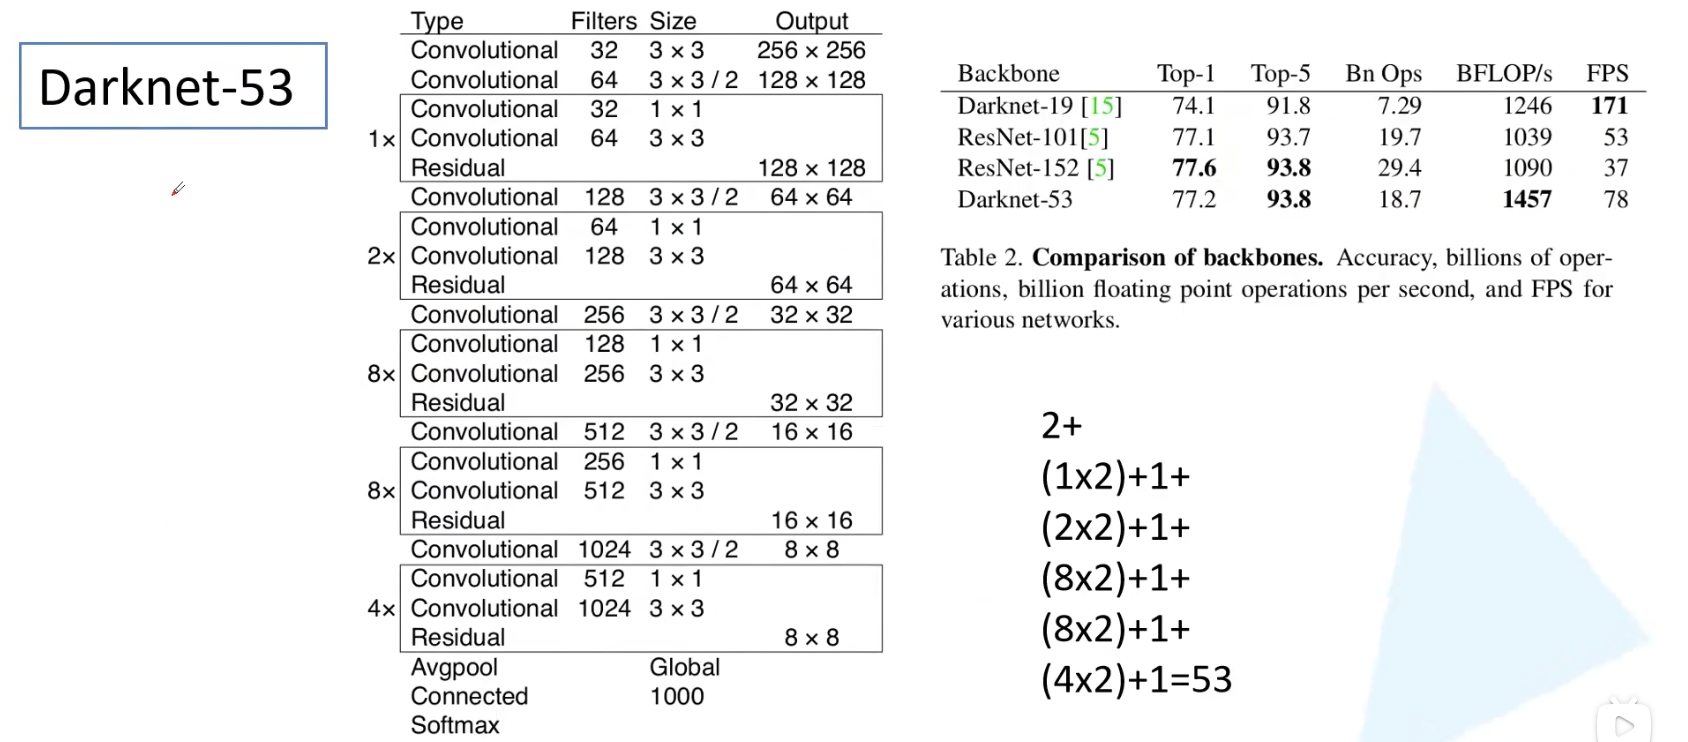 Darknet-53
Type Filters Size Output
Convolutional 32 3 × 3 256 × 256
Convolutional 64 3 × 3 / 2 128 × 128
Convolutional 32 1 × 1
1× Convolutional 64 3 × 3
Residual 128 × 128
Convolutional 128 3 × 3 / 2 64 × 64
Convolutional 64 1 × 1
2× Convolutional 128 3 × 3
Residual 64 × 64
Convolutional 256 3 × 3 / 2 32 × 32
Convolutional 128 1 × 1
8× Convolutional 256 3 × 3
Residual 32 × 32
Convolutional 512 3 × 3 / 2 16 × 16
Convolutional 256 1 × 1
8× Convolutional 512 3 × 3
Residual 16 × 16
Convolutional 1024 3 × 3 / 2 8 × 8
Convolutional 512 1 × 1
4× Convolutional 1024 3 × 3
Residual 8 × 8
Avgpool Global
Connected 1000
Softmax
Backbone Top-1 Top-5 Bn Ops BFLOP/s FPS
Darknet-19 [15] 74.1 91.8 7.29 1246 171
ResNet-101[5] 77.1 93.7 19.7 1039 53
ResNet-152 [5] 77.6 93.8 29.4 1090 37
Darknet-53 77.2 93.8 18.7 1457 78
Table 2. Comparison of backbones. Accuracy, billions of oper-
ations, billion floating point operations per second, and FPS for
various networks.
2+
(1x2)+1+
(2x2)+1+
(8x2)+1+
(8x2)+1+
(4x2)+1=53